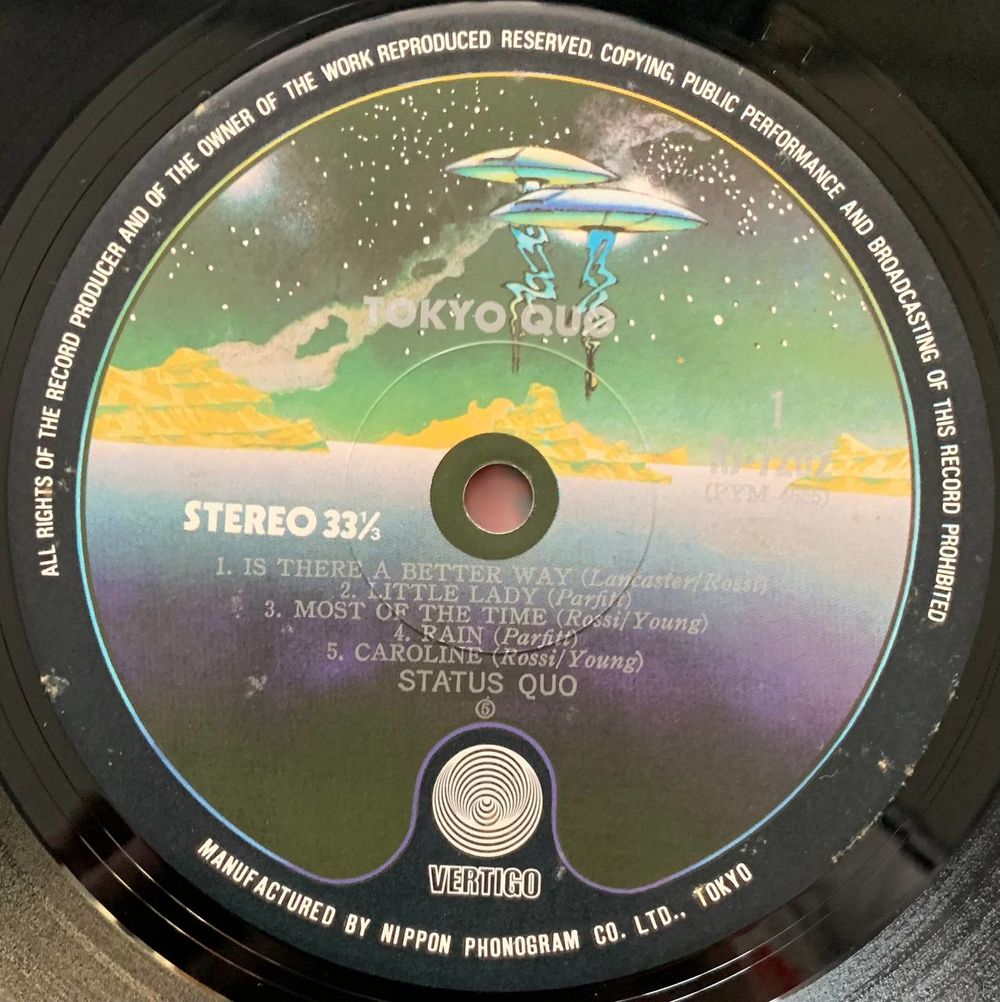 ALL RIGHTS OF THE RECORD PRODUCER AND OF THE OWNER OF THE WORK REPRODUCED RESERVED. COPYING, PUBLIC PERFORMANCE AND BROADCASTING OF THIS RECORD PROHIBITED
TOKYO QUO
1
STEREO 33⅓
1. IS THERE A BETTER WAY (Lancaster/Rossi)
2. LITTLE LADY (Parfitt)
3. MOST OF THE TIME (Rossi/Young)
4. RAIN (Parfitt)
5. CAROLINE (Rossi/Young)
STATUS QUO
Ⓢ
VERTIGO
MANUFACTURED BY NIPPON PHONOGRAM CO. LTD., TOKYO